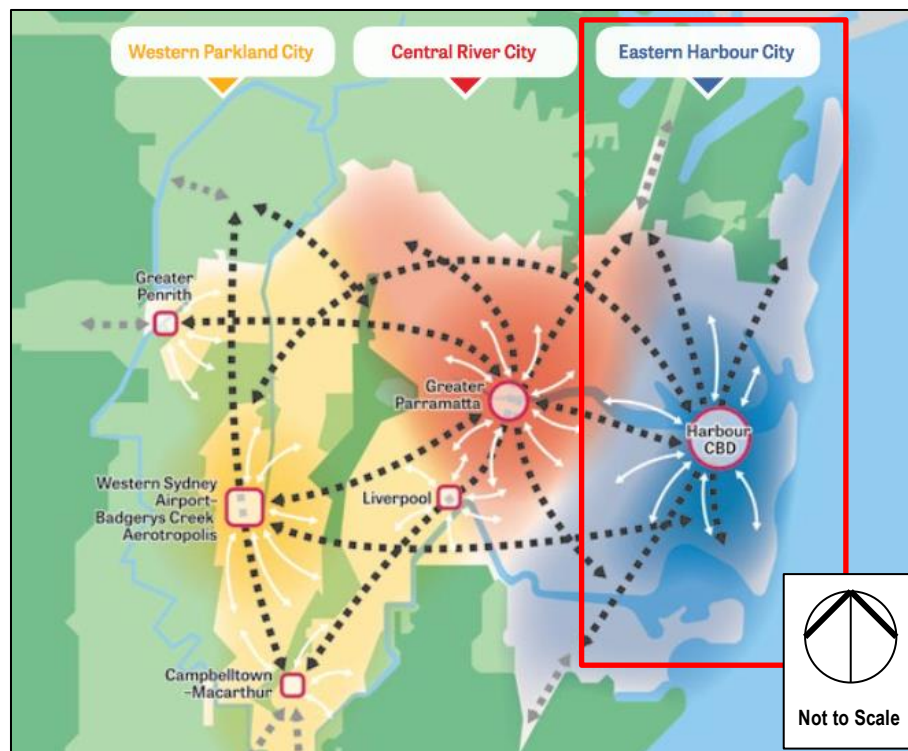 Western Parkland City
Central River City
Eastern Harbour City
Greater
Penrith
Greater
Parramatta
Harbour
CBD
Western Sydney
Airport–
Badgerys Creek
Aerotropolis
Liverpool
Campbelltown
–Macarthur
Not to Scale